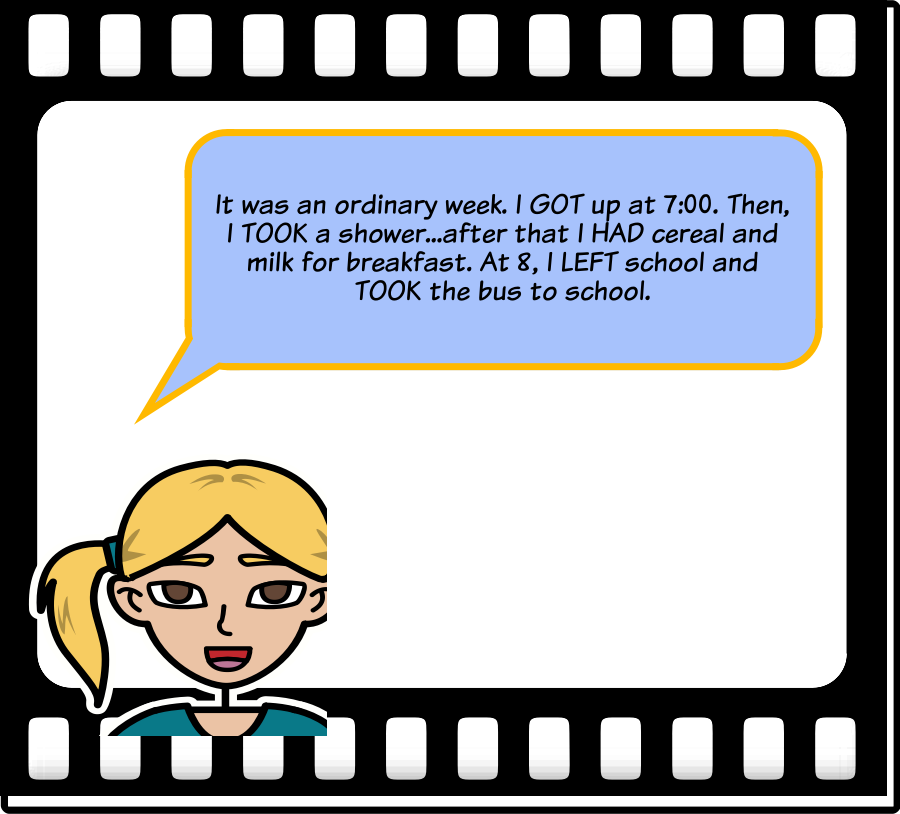 It was an ordinary week. I GOT up at 7:00. Then,
I TOOK a shower...after that I HAD cereal and
milk for breakfast. At 8, I LEFT school and
TOOK the bus to school.